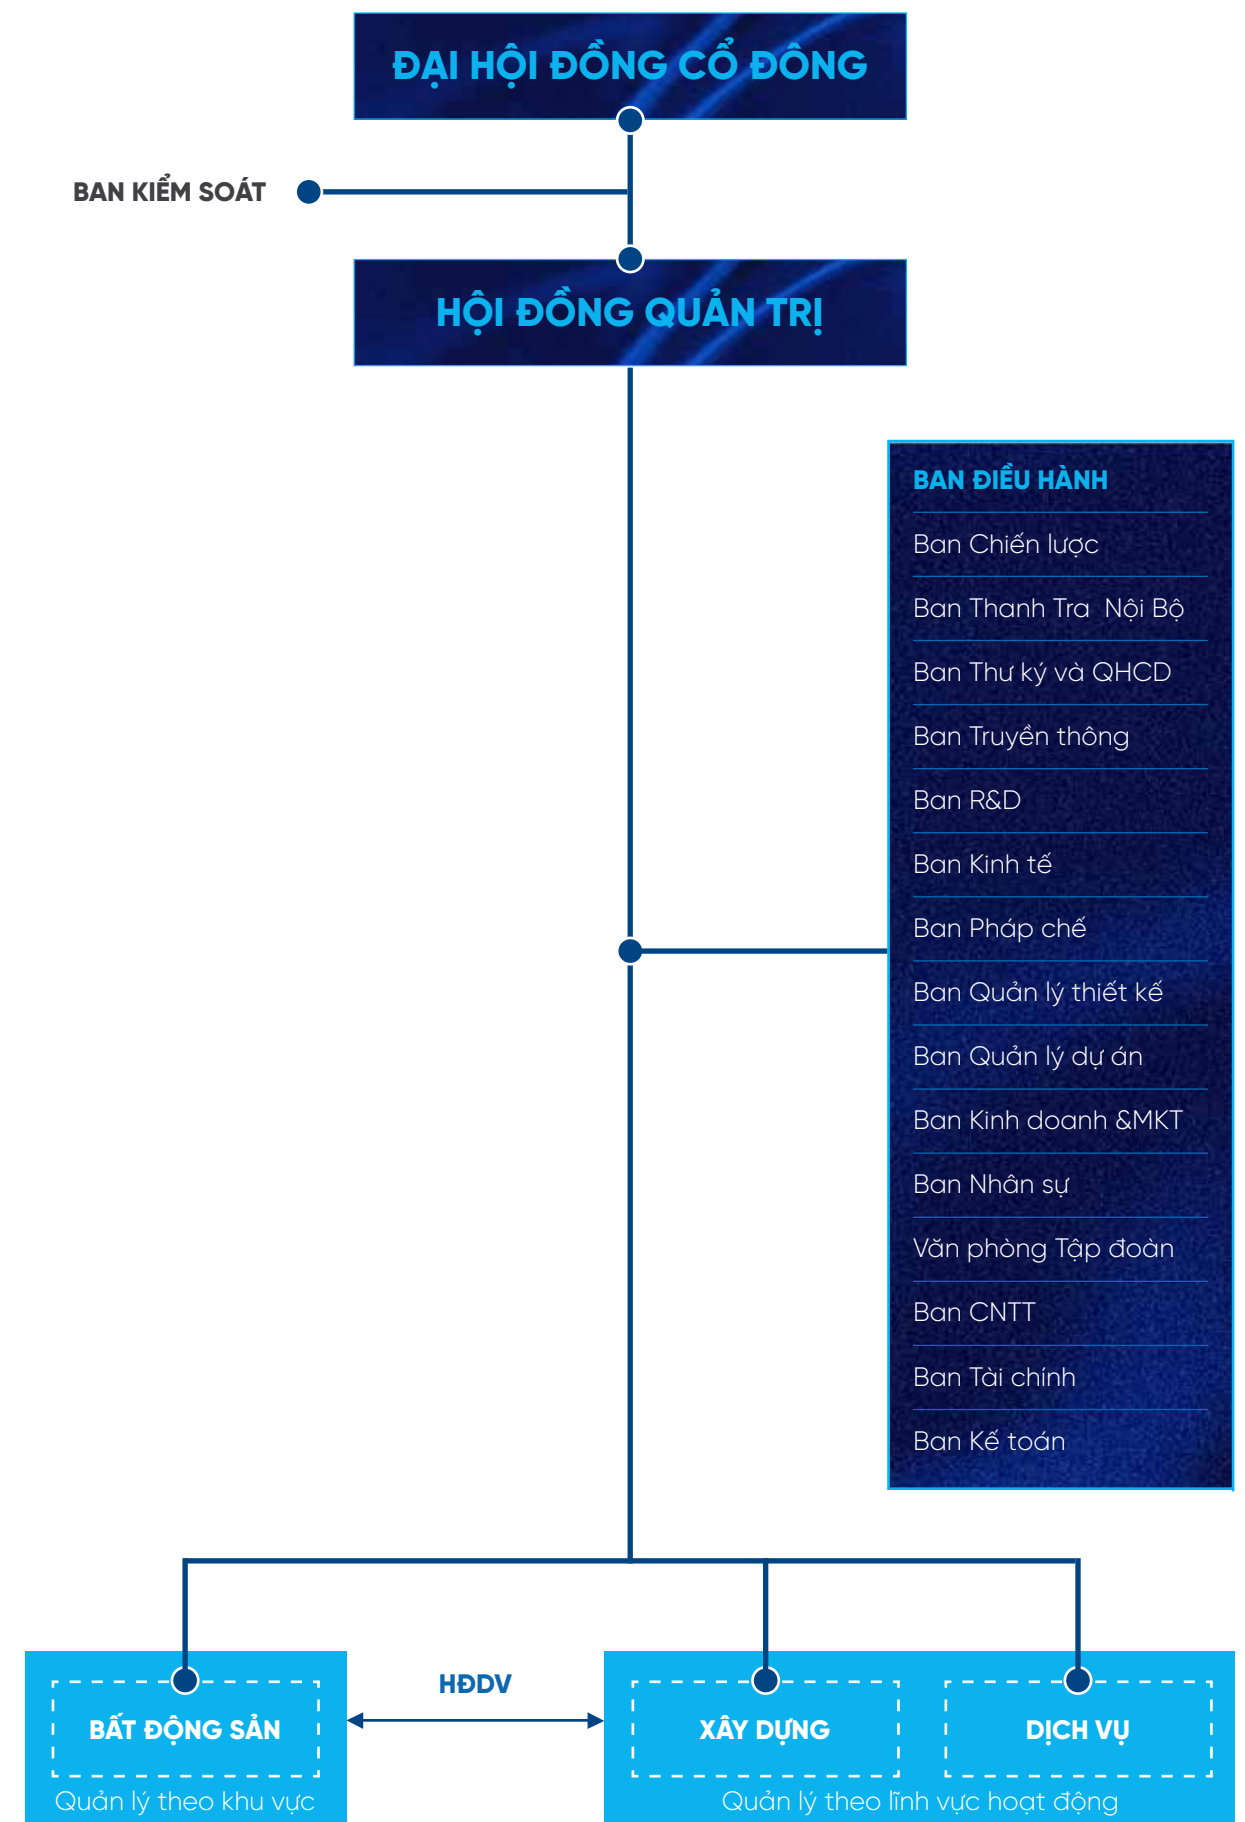 ĐẠI HỘI ĐỒNG CỔ ĐÔNG
BAN KIỂM SOÁT
HỘI ĐỒNG QUẢN TRỊ
BAN ĐIỀU HÀNH
Ban Chiến lược
Ban Thanh Tra Nội Bộ
Ban Thư ký và QHCD
Ban Truyền thông
Ban R&D
Ban Kinh tế
Ban Pháp chế
Ban Quản lý thiết kế
Ban Quản lý dự án
Ban Kinh doanh &MKT
Ban Nhân sự
Văn phòng Tập đoàn
Ban CNTT
Ban Tài chính
Ban Kế toán
BẤT ĐỘNG SẢN
Quản lý theo khu vực
HĐDV
XÂY DỰNG
DỊCH VỤ
Quản lý theo lĩnh vực hoạt động